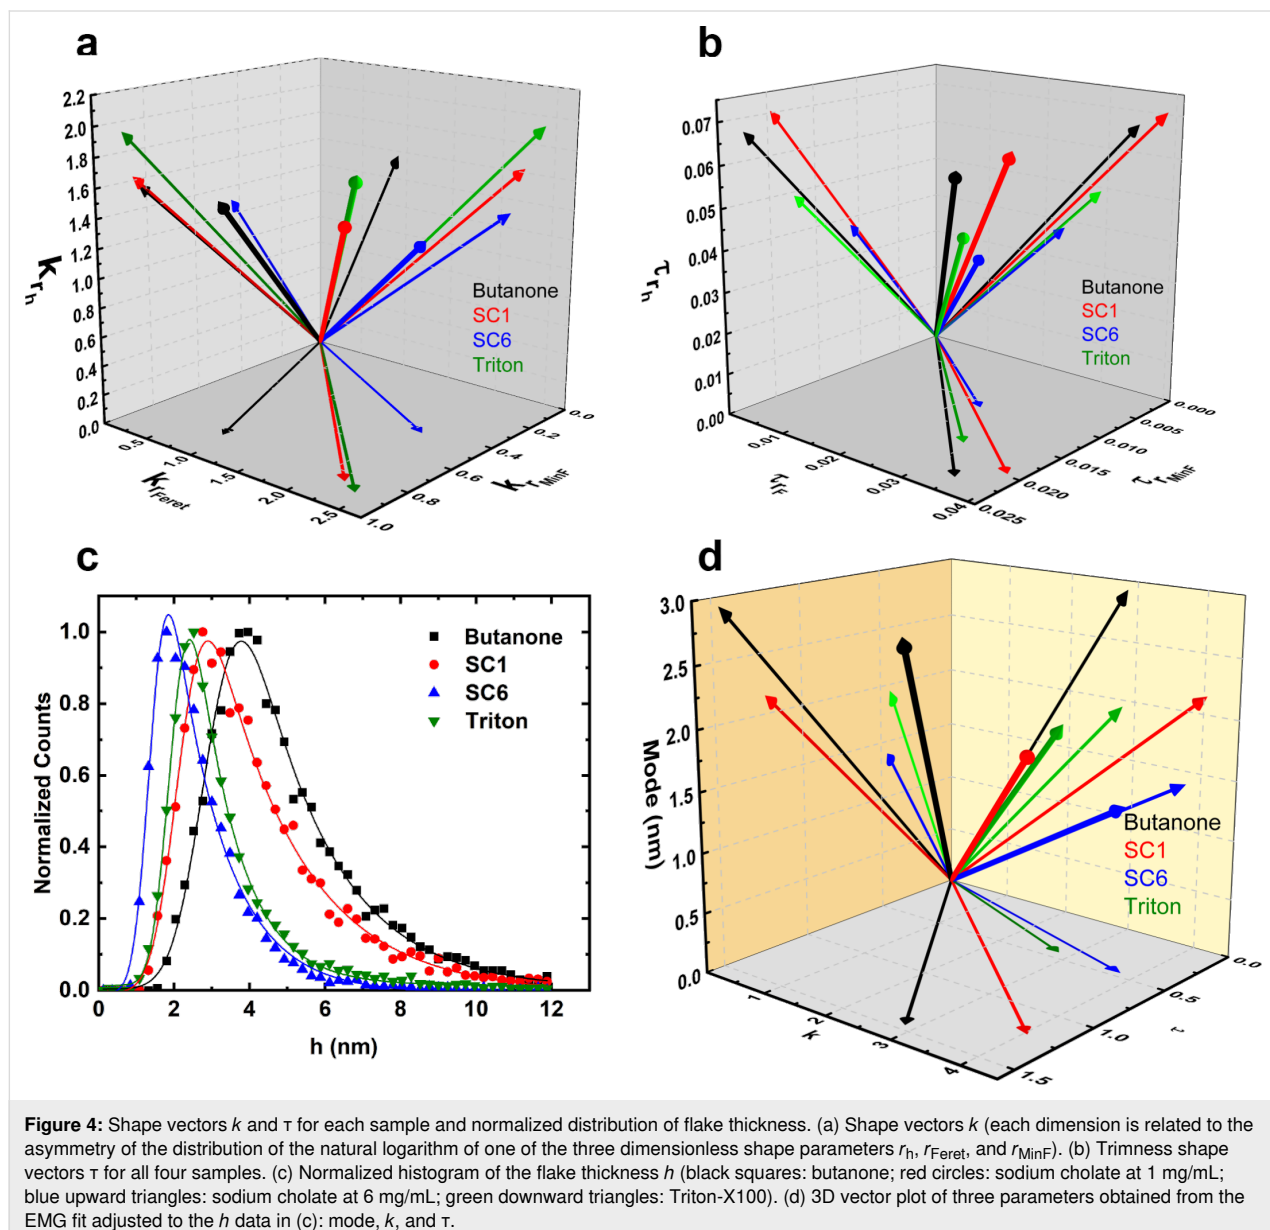 a
2.2
2.0
1.8
1.6
1.4
1.2
1.0
0.8
0.6
0.4
0.2
0.0
k rh
0.5
1.0
1.5
2.0
2.5
k rFeret
0.0
0.2
0.4
0.6
0.8
1.0
k rMinF
Butanone
SC1
SC6
Triton
b
0.07
0.06
0.05
0.04
0.03
0.02
0.01
0.00
τ rh
0.01
0.02
0.03
0.04
τ rF
0.000
0.005
0.010
0.015
0.020
0.025
τ rMinF
Butanone
SC1
SC6
Triton
c
1.0
0.8
0.6
0.4
0.2
0.0
Normalized Counts
0
2
4
6
8
10
12
h (nm)
Butanone
SC1
SC6
Triton
d
3.0
2.5
2.0
1.5
1.0
0.5
0.0
Mode (nm)
1
2
3
4
k
0.0
0.5
1.0
1.5
τ
Butanone
SC1
SC6
Triton
Figure 4: Shape vectors k and τ for each sample and normalized distribution of flake thickness. (a) Shape vectors k (each dimension is related to the
asymmetry of the distribution of the natural logarithm of one of the three dimensionless shape parameters rh, rFeret, and rMinF). (b) Trimness shape
vectors τ for all four samples. (c) Normalized histogram of the flake thickness h (black squares: butanone; red circles: sodium cholate at 1 mg/mL;
blue upward triangles: sodium cholate at 6 mg/mL; green downward triangles: Triton-X100). (d) 3D vector plot of three parameters obtained from the
EMG fit adjusted to the h data in (c): mode, k, and τ.